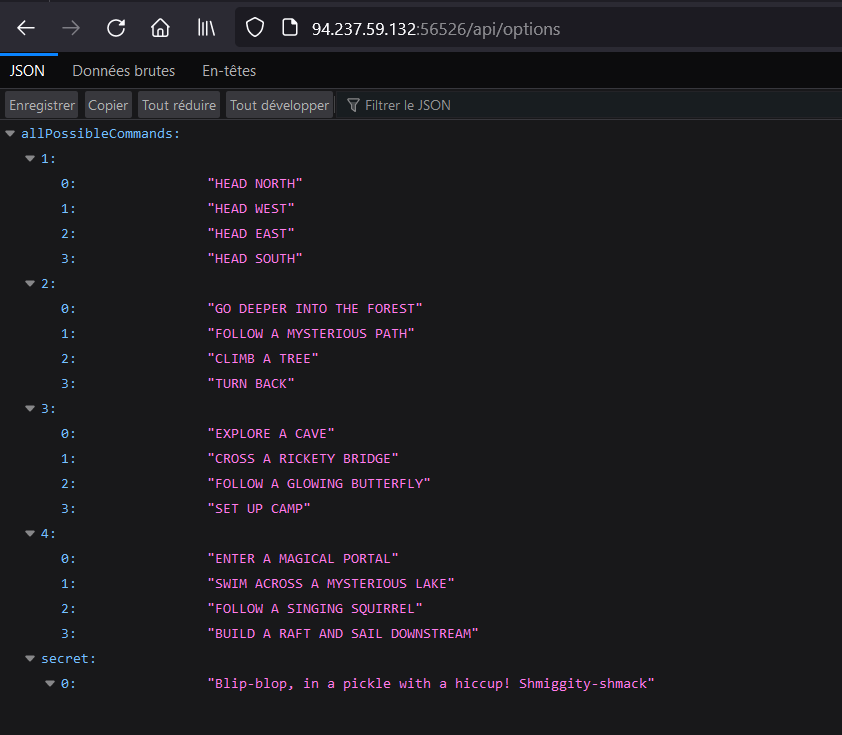 94.237.59.132:56526/api/options
JSON Données brutes En-têtes
Enregistrer Copier Tout réduire Tout développer Filtrer le JSON
allPossibleCommands:
1:
0: "HEAD NORTH"
1: "HEAD WEST"
2: "HEAD EAST"
3: "HEAD SOUTH"
2:
0: "GO DEEPER INTO THE FOREST"
1: "FOLLOW A MYSTERIOUS PATH"
2: "CLIMB A TREE"
3: "TURN BACK"
3:
0: "EXPLORE A CAVE"
1: "CROSS A RICKETY BRIDGE"
2: "FOLLOW A GLOWING BUTTERFLY"
3: "SET UP CAMP"
4:
0: "ENTER A MAGICAL PORTAL"
1: "SWIM ACROSS A MYSTERIOUS LAKE"
2: "FOLLOW A SINGING SQUIRREL"
3: "BUILD A RAFT AND SAIL DOWNSTREAM"
secret:
0: "Blip-blop, in a pickle with a hiccup! Shmiggity-shmack"